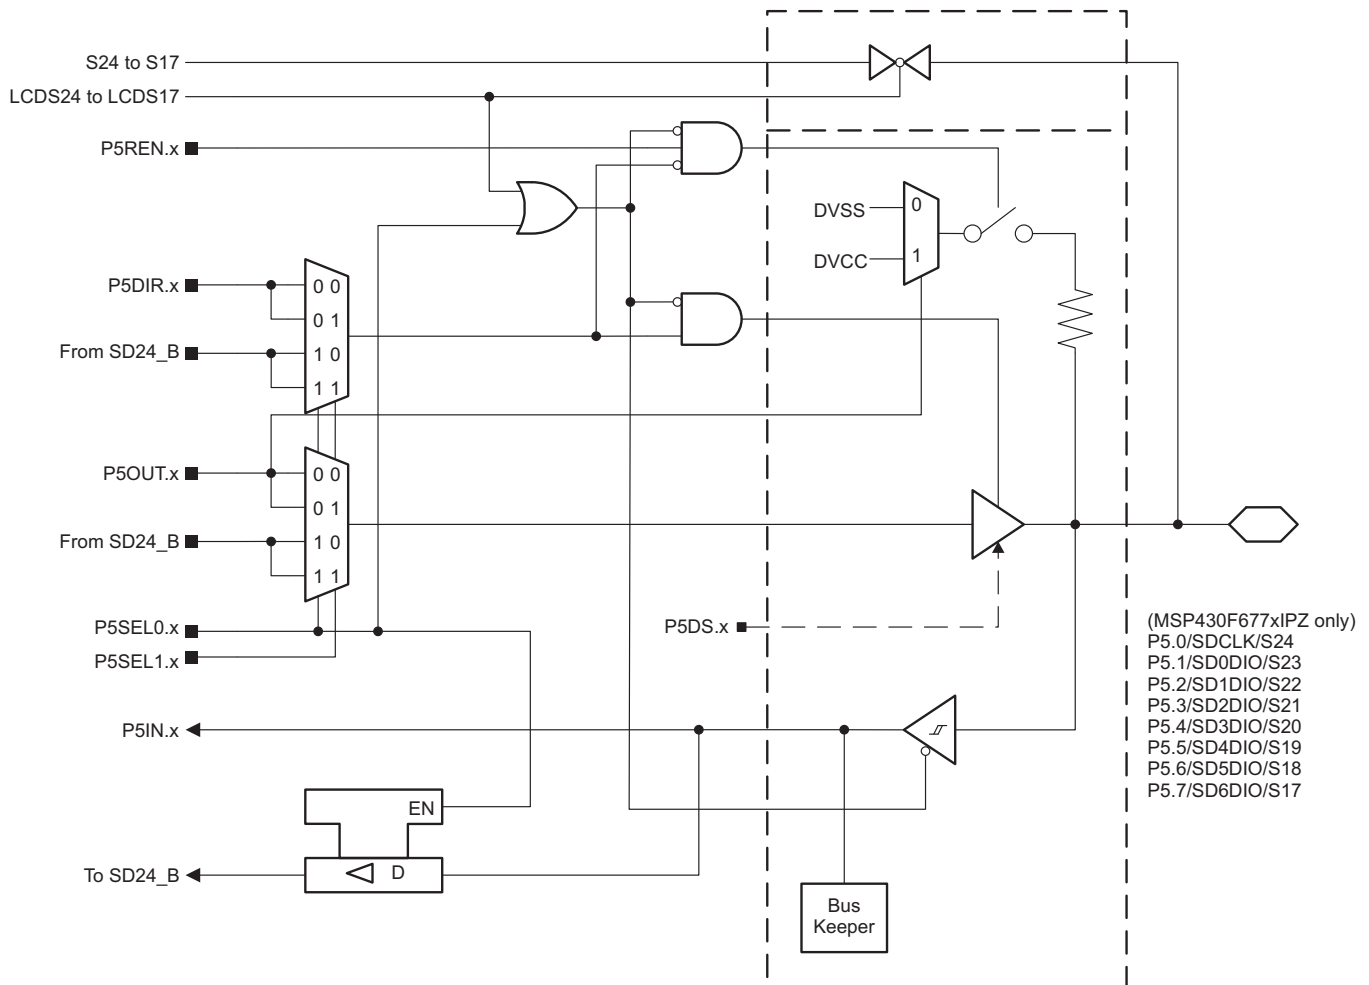 S24 to S17
LCDS24 to LCDS17
P5REN.x
DVSS
0
DVCC
1
P5DIR.x
0 0
0 1
From SD24_B
1 0
1 1
P5OUT.x
0 0
0 1
From SD24_B
1 0
1 1
P5SEL0.x
P5SEL1.x
P5DS.x
(MSP430F677xIPZ only)
P5.0/SDCLK/S24
P5.1/SD0DIO/S23
P5.2/SD1DIO/S22
P5.3/SD2DIO/S21
P5.4/SD3DIO/S20
P5.5/SD4DIO/S19
P5.6/SD5DIO/S18
P5.7/SD6DIO/S17
P5IN.x
EN
To SD24_B
D
Bus
Keeper